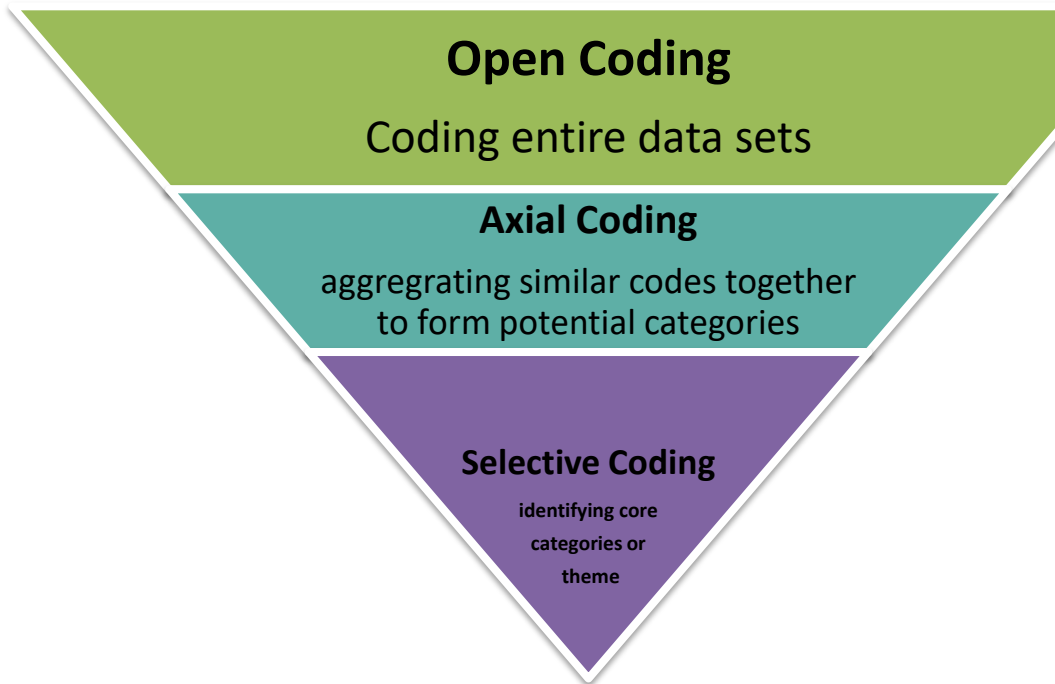 Open Coding
Coding entire data sets
Axial Coding
aggregrating similar codes together
to form potential categories
Selective Coding
identifying core
categories or
theme